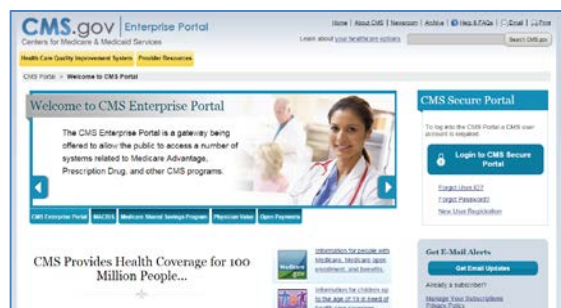 CMS.gov | Enterprise Portal
Centers for Medicare & Medicaid Services
Home | About CMS | Newsroom | Archive | Help & FAQs | Email | Print
Learn about your healthcare options
Search CMS.gov
Health Care Quality Improvement System Provider Resources
CMS Portal > Welcome to CMS Portal
Welcome to CMS Enterprise Portal
The CMS Enterprise Portal is a gateway being
offered to allow the public to access a number of
systems related to Medicare Advantage,
Prescription Drug, and other CMS programs.
CMS Enterprise Portal MACBIS Medicare Shared Savings Program Physician Value Open Payments
CMS Secure Portal
To log into the CMS Portal a CMS user
account is required.
Login to CMS Secure
Portal
Forgot User ID?
Forgot Password?
New User Registration
CMS Provides Health Coverage for 100
Million People...
Medicare
Information for people with
Medicare, Medicare open
enrollment, and benefits.
Information for children up
to the age of 19 in need of
Get E-Mail Alerts
Get Email Updates
Already a subscriber?
Manage Your Subscriptions
Privacy Policy